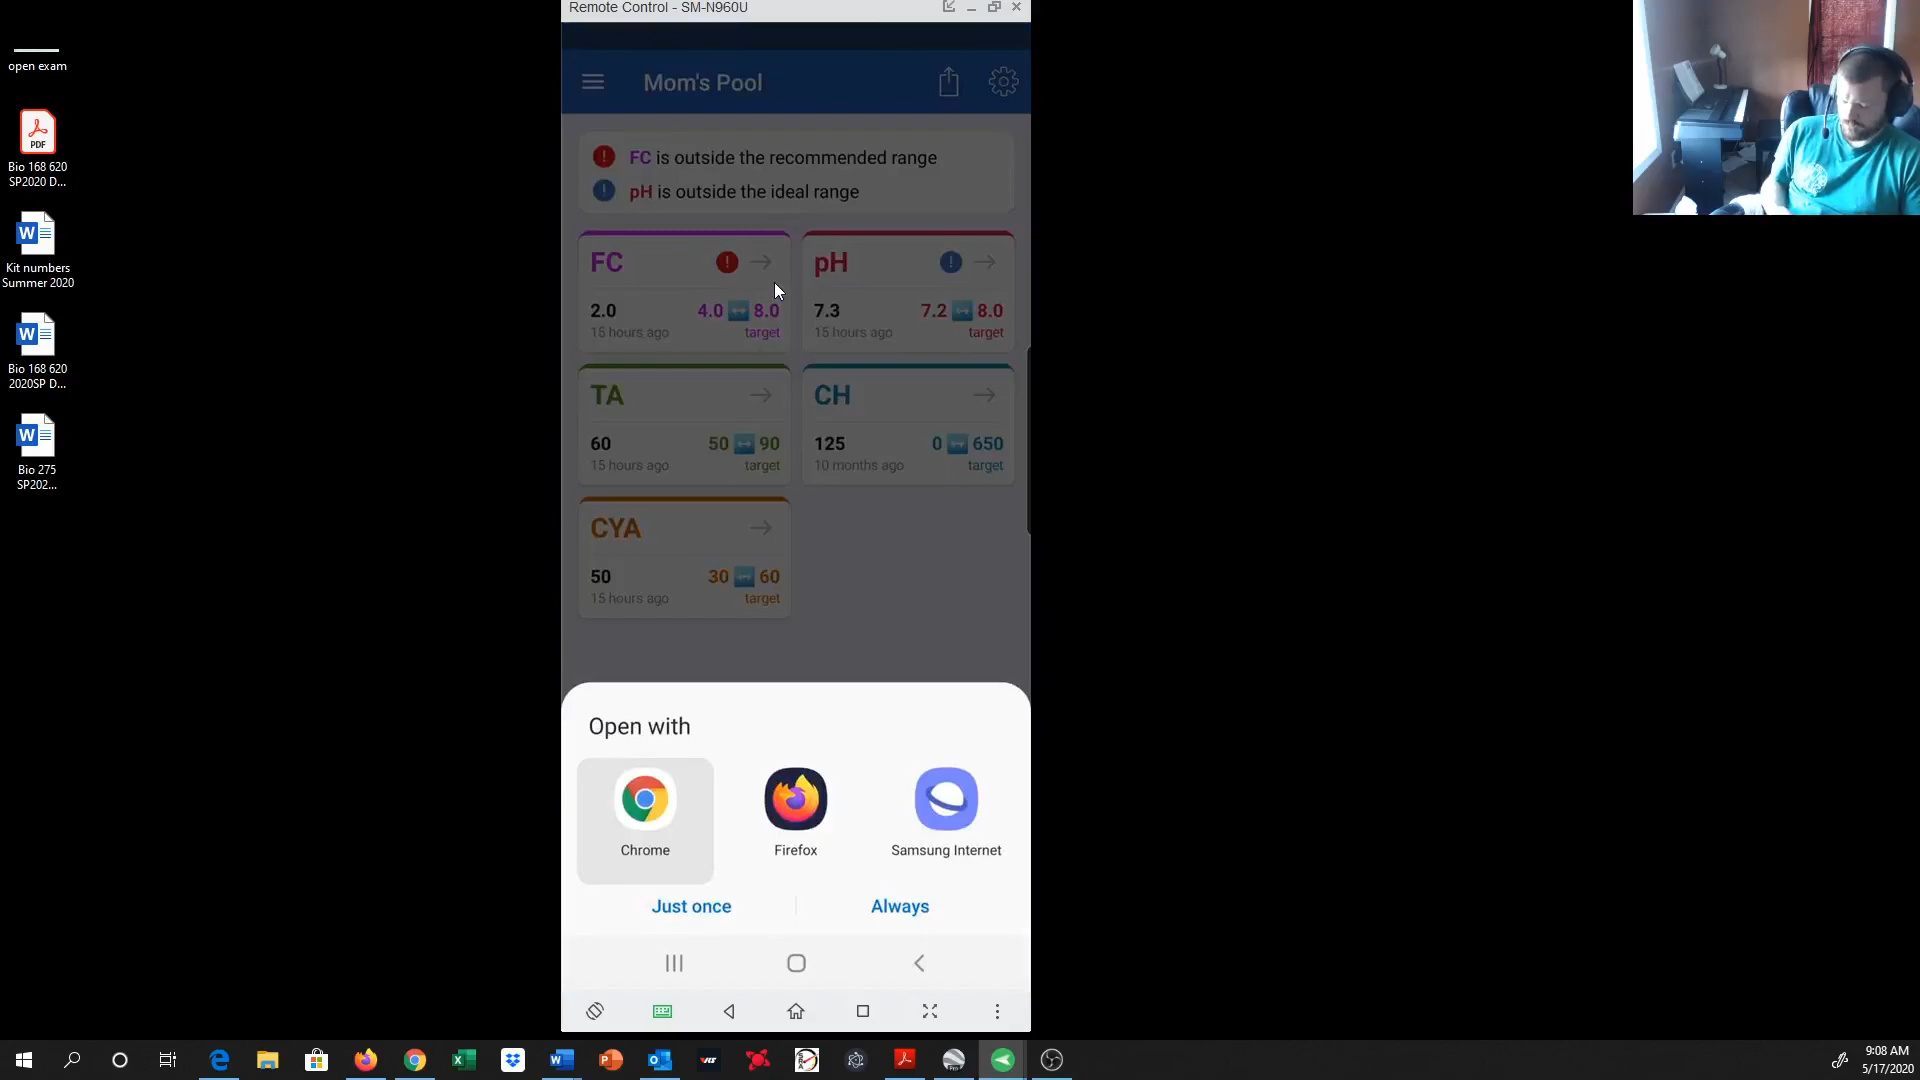 Remote Control - SM-N960U
open exam
PDF
Bio 168 620
SP2020 D...
W
Kit numbers
Summer 2020
W
Bio 168 620
2020SP D...
W
Bio 275
SP202...
Mom's Pool
! FC is outside the recommended range
! pH is outside the ideal range
FC !
2.0 4.0 8.0
15 hours ago target
pH !
7.3 7.2 8.0
15 hours ago target
TA
60 50 90
15 hours ago target
CH
125 0 650
10 months ago target
CYA
50 30 60
15 hours ago target
Open with
Chrome Firefox Samsung Internet
Just once Always
9:08 AM
5/17/2020